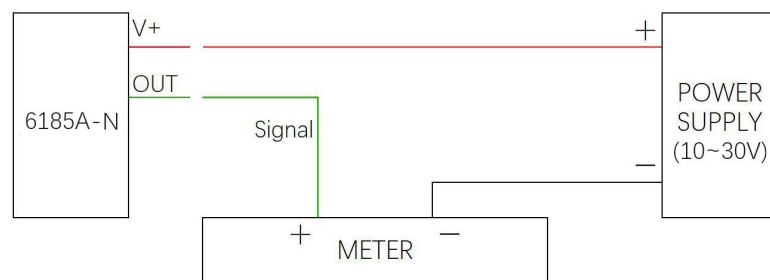 V+
+
OUT
6185A-N
Signal
POWER
SUPPLY
(10~30V)
—
+
METER
—